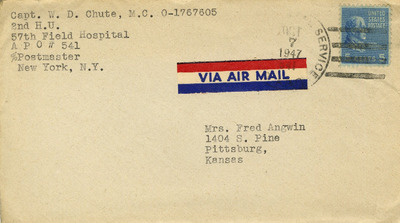 Capt. W. D. Chute, M.C. O-1767605
2nd H.U.
57th Field Hospital
A P O # 541
%Postmaster
New York, N.Y.
SERVICE
7
1947
UNITED STATES
POSTAGE
5
VIA AIR MAIL
Mrs. Fred Angwin
1404 S. Pine
Pittsburg,
Kansas